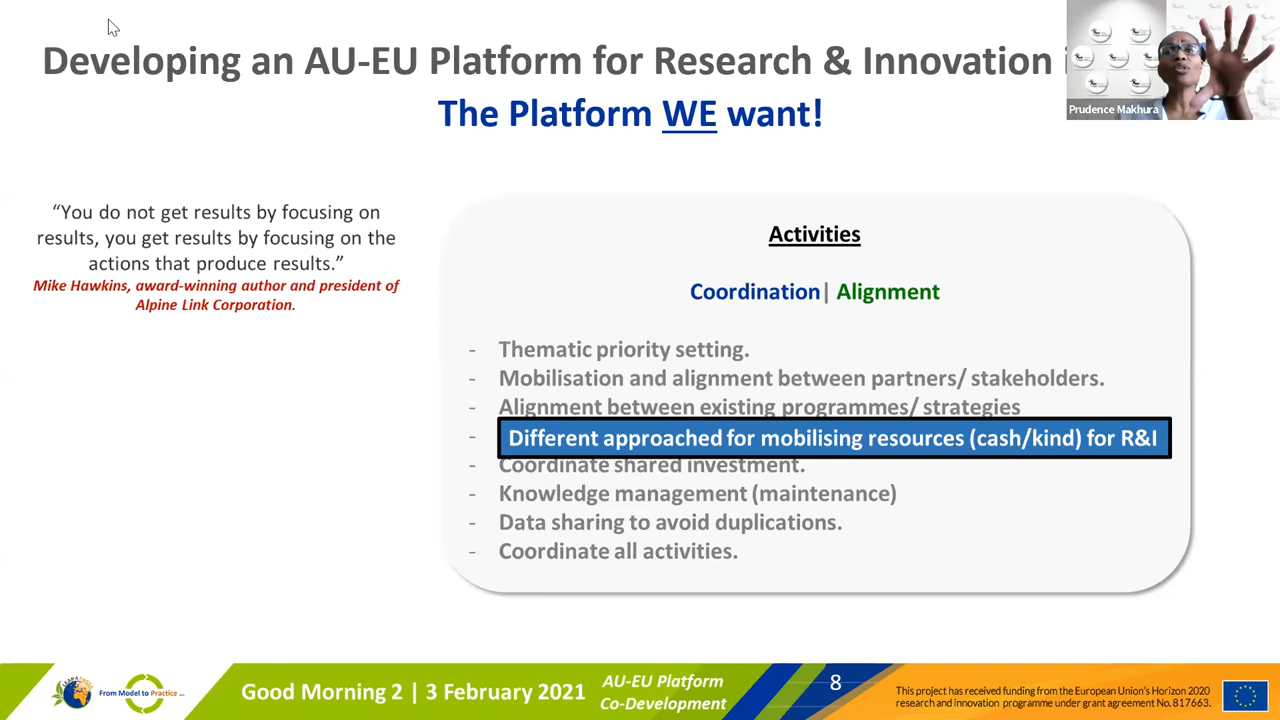 Developing an AU-EU Platform for Research & Innovation
The Platform WE want!
Prudence Makhura
“You do not get results by focusing on
results, you get results by focusing on the
actions that produce results.”
Mike Hawkins, award-winning author and president of
Alpine Link Corporation.
Activities
Coordination| Alignment
- Thematic priority setting.
- Mobilisation and alignment between partners/ stakeholders.
- Alignment between existing programmes/ strategies
- Different approached for mobilising resources (cash/kind) for R&I
- Coordinate shared investment.
- Knowledge management (maintenance)
- Data sharing to avoid duplications.
- Coordinate all activities.
From Model to Practice ...
Good Morning 2 | 3 February 2021
AU-EU Platform
Co-Development
8
This project has received funding from the European Union's Horizon 2020
research and innovation programme under grant agreement No. 817663.